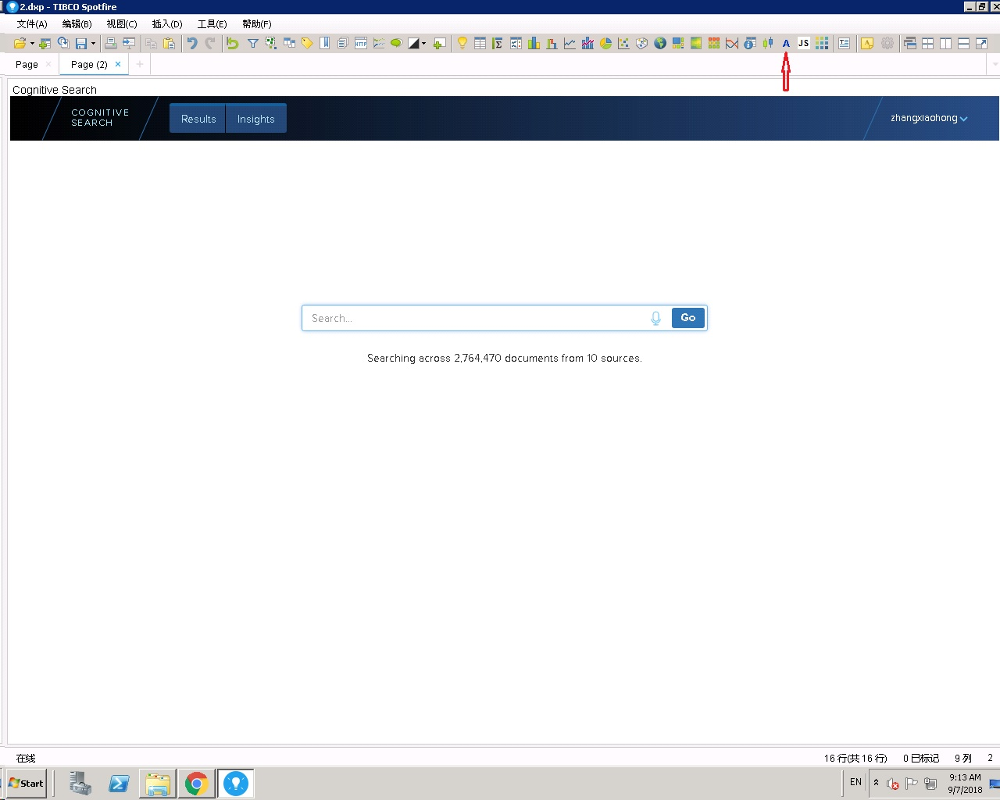 2.dxp - TIBCO Spotfire
文件(A) 编辑(B) 视图(C) 插入(D) 工具(E) 帮助(F)
HTTP A JS
Page Page (2)
Cognitive Search
COGNITIVE
SEARCH
Results Insights
zhangxiaohong
Search... Go
Searching across 2,764,470 documents from 10 sources.
在线 16 行(共 16 行) 0 已标记 9 列 2
Start EN
9:13 AM
9/7/2018